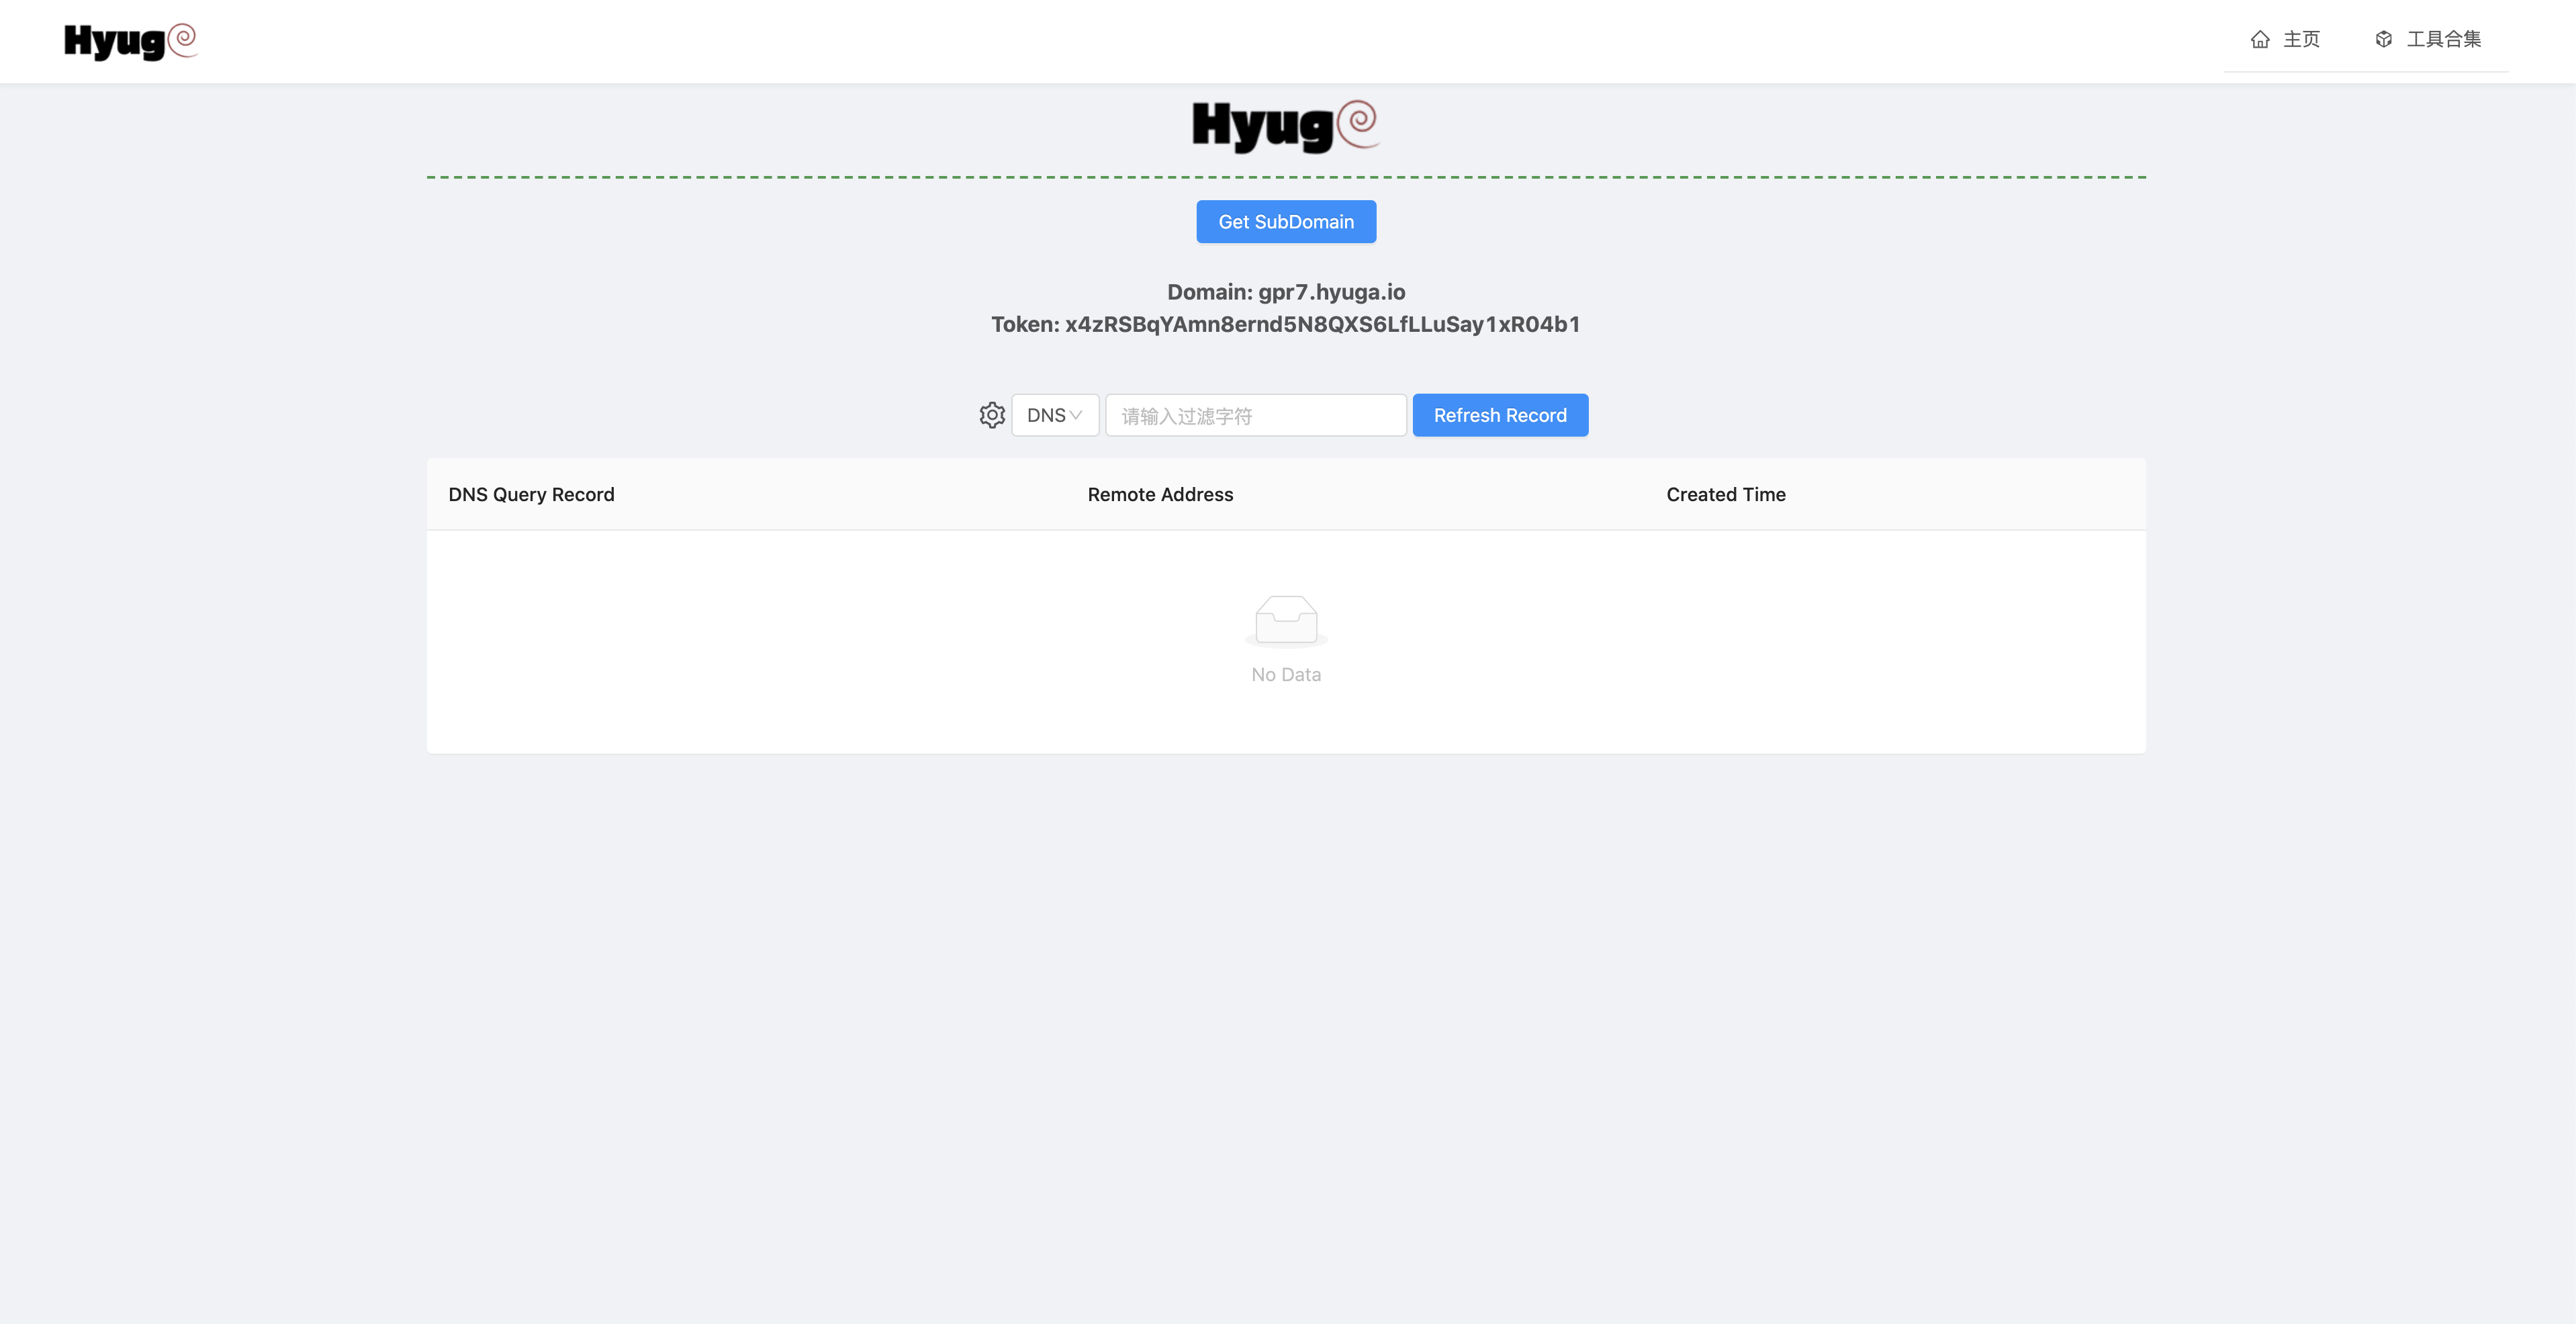 Hyug
主页 工具合集
Hyug
Get SubDomain
Domain: gpr7.hyuga.io
Token: x4zRSBqYAmn8ernd5N8QXS6LfLLuSay1xR04b1
DNS 请输入过滤字符 Refresh Record
DNS Query Record Remote Address Created Time
No Data